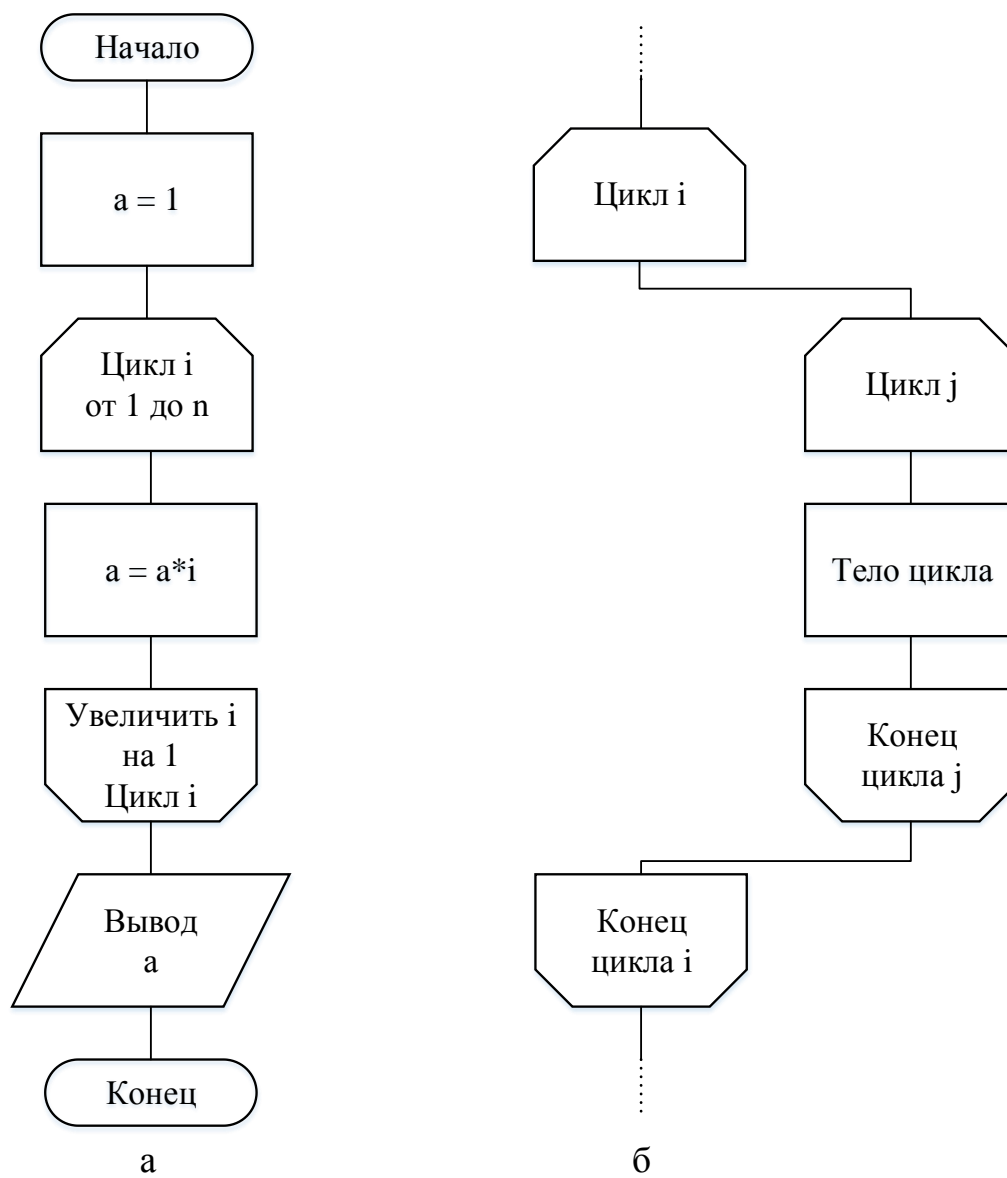 Начало
a = 1
Цикл i
от 1 до n
a = a*i
Увеличить i
на 1
Цикл i
Вывод
a
Конец
а
Цикл i
Цикл j
Тело цикла
Конец
цикла j
Конец
цикла i
б